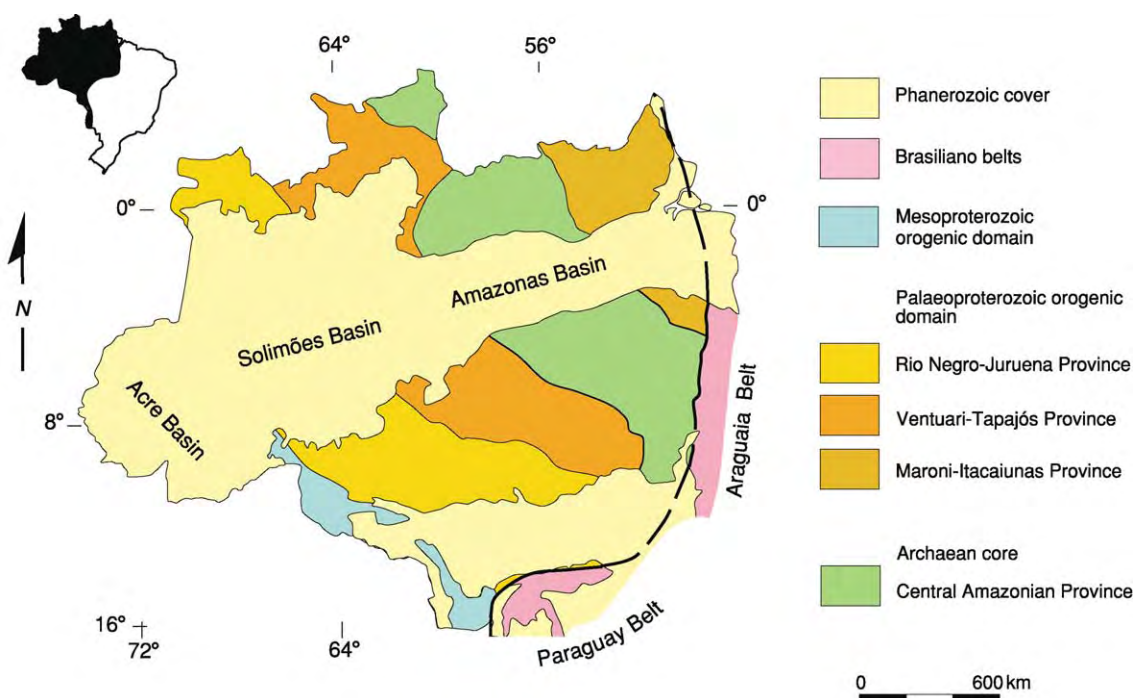 64°
56°
0°
0°
N
Amazonas Basin
Solimões Basin
Acre Basin
8°
Araguaia Belt
Paraguay Belt
16°
72°
64°
Phanerozoic cover
Brasiliano belts
Mesoproterozoic
orogenic domain
Palaeoproterozoic orogenic
domain
Rio Negro-Juruena Province
Ventuari-Tapajós Province
Maroni-Itacaiunas Province
Archaean core
Central Amazonian Province
0
600 km